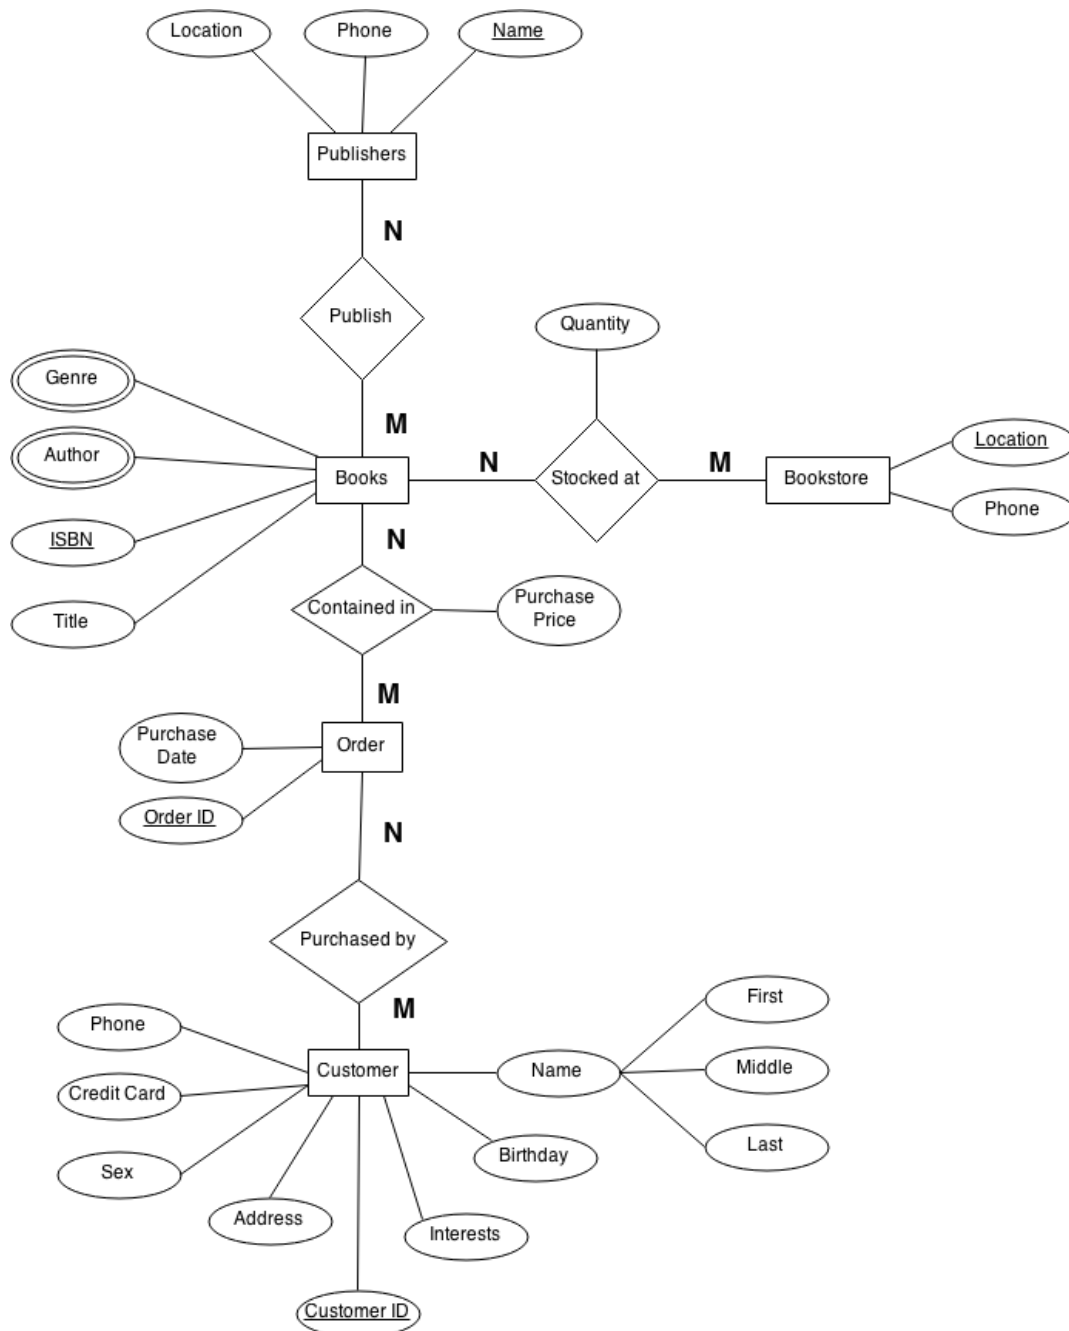 Location
Phone
Name
Publishers
N
Publish
Quantity
Genre
M
Author
Location
Books
N
Stocked at
M
Bookstore
Phone
ISBN
N
Contained in
Purchase
Price
Title
M
Purchase
Date
Order
Order ID
N
Purchased by
First
M
Phone
Customer
Name
Middle
Credit Card
Last
Birthday
Sex
Address
Interests
Customer ID